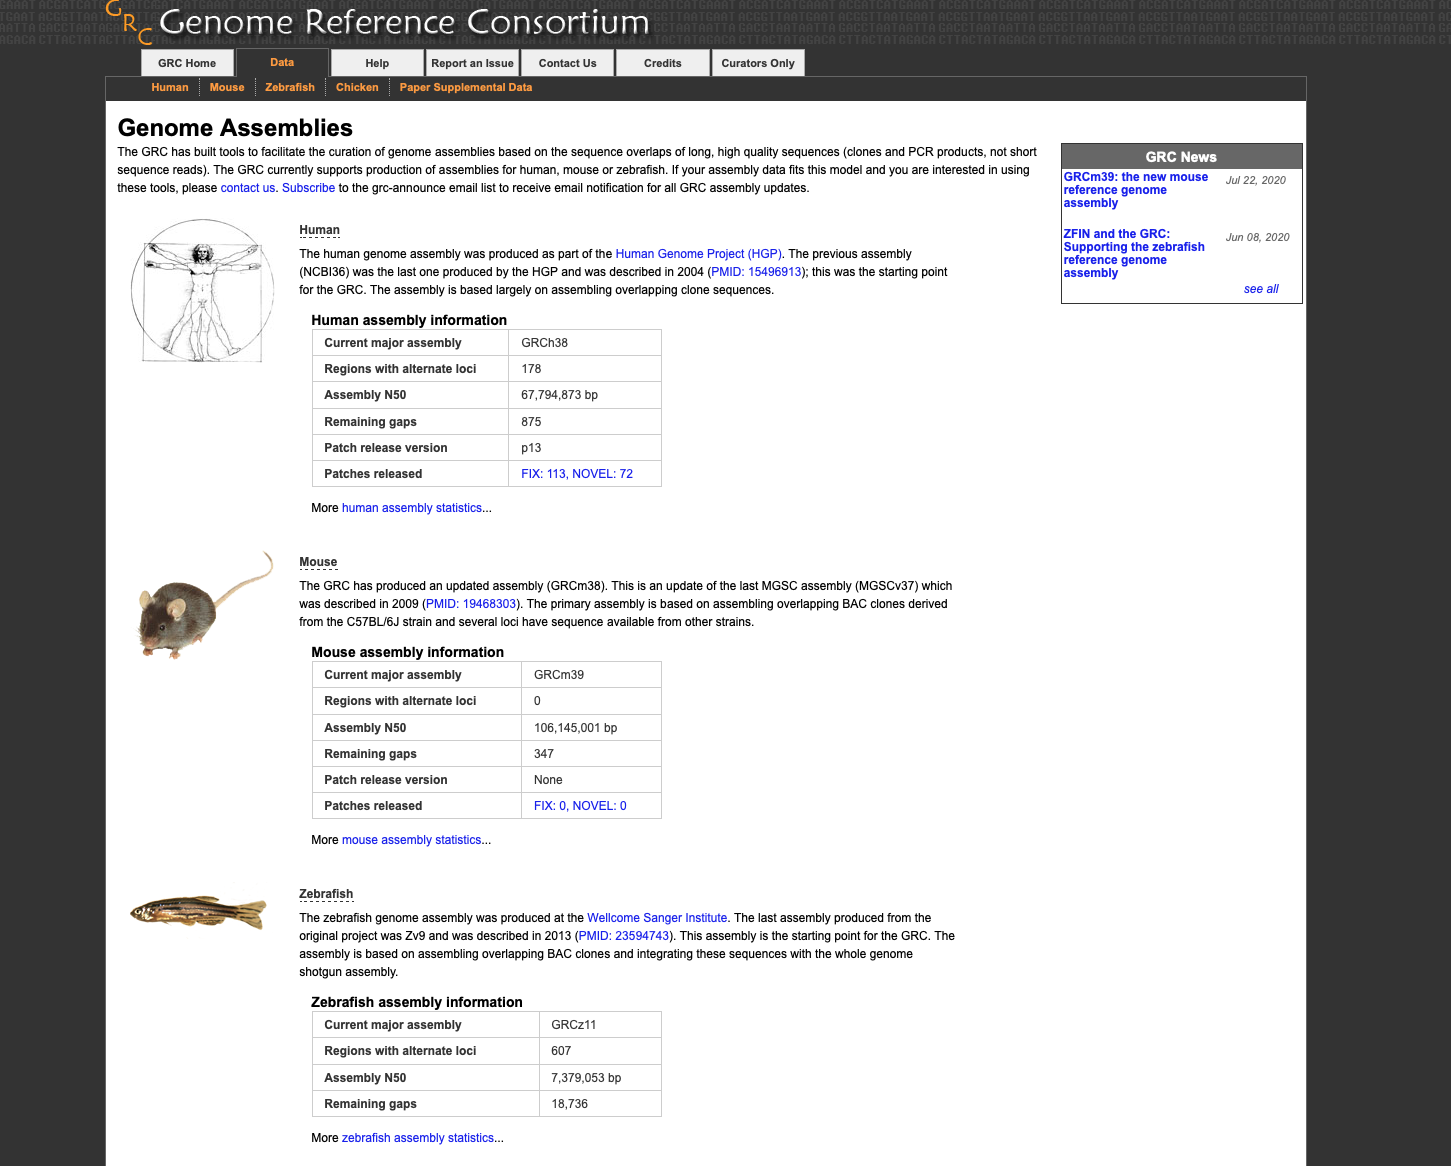 GRC Genome Reference Consortium
GRC Home
Data
Help
Report an Issue
Contact Us
Credits
Curators Only
Human
Mouse
Zebrafish
Chicken
Paper Supplemental Data
Genome Assemblies
The GRC has built tools to facilitate the curation of genome assemblies based on the sequence overlaps of long, high quality sequences (clones and PCR products, not short
sequence reads). The GRC currently supports production of assemblies for human, mouse or zebrafish. If your assembly data fits this model and you are interested in using
these tools, please contact us. Subscribe to the grc-announce email list to receive email notification for all GRC assembly updates.
GRC News
GRCm39: the new mouse
reference genome
assembly
Jul 22, 2020
ZFIN and the GRC:
Supporting the zebrafish
reference genome
assembly
Jun 08, 2020
see all
Human
The human genome assembly was produced as part of the Human Genome Project (HGP). The previous assembly
(NCBI36) was the last one produced by the HGP and was described in 2004 (PMID: 15496913); this was the starting point
for the GRC. The assembly is based largely on assembling overlapping clone sequences.
Human assembly information
Current major assembly GRCh38
Regions with alternate loci 178
Assembly N50 67,794,873 bp
Remaining gaps 875
Patch release version p13
Patches released FIX: 113, NOVEL: 72
More human assembly statistics...
Mouse
The GRC has produced an updated assembly (GRCm38). This is an update of the last MGSC assembly (MGSCv37) which
was described in 2009 (PMID: 19468303). The primary assembly is based on assembling overlapping BAC clones derived
from the C57BL/6J strain and several loci have sequence available from other strains.
Mouse assembly information
Current major assembly GRCm39
Regions with alternate loci 0
Assembly N50 106,145,001 bp
Remaining gaps 347
Patch release version None
Patches released FIX: 0, NOVEL: 0
More mouse assembly statistics...
Zebrafish
The zebrafish genome assembly was produced at the Wellcome Sanger Institute. The last assembly produced from the
original project was Zv9 and was described in 2013 (PMID: 23594743). This assembly is the starting point for the GRC. The
assembly is based on assembling overlapping BAC clones and integrating these sequences with the whole genome
shotgun assembly.
Zebrafish assembly information
Current major assembly GRCz11
Regions with alternate loci 607
Assembly N50 7,379,053 bp
Remaining gaps 18,736
More zebrafish assembly statistics...